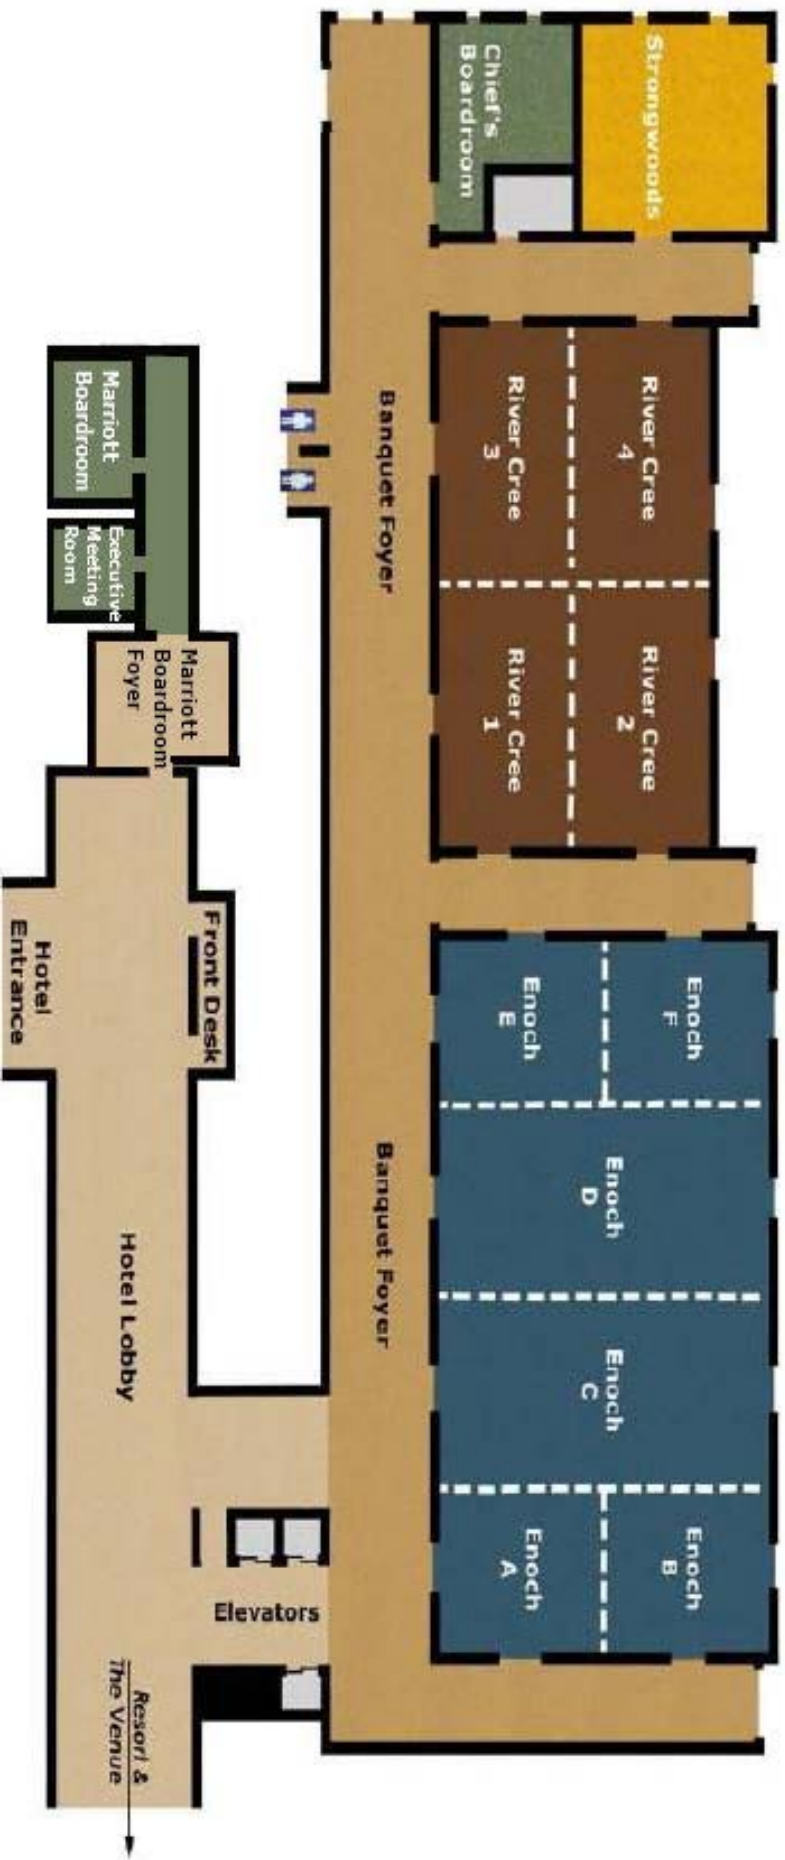 Chief's
Boardroom
Strongwoods
Banquet Foyer
River Cree
3
River Cree
4
River Cree
1
River Cree
2
Marriott
Boardroom
Executive
Meeting
Room
Marriott
Boardroom
Foyer
Front Desk
Hotel
Entrance
Enoch
E
Enoch
F
Enoch
D
Banquet Foyer
Hotel Lobby
Enoch
C
Enoch
A
Enoch
B
Elevators
Resort &
The Venue